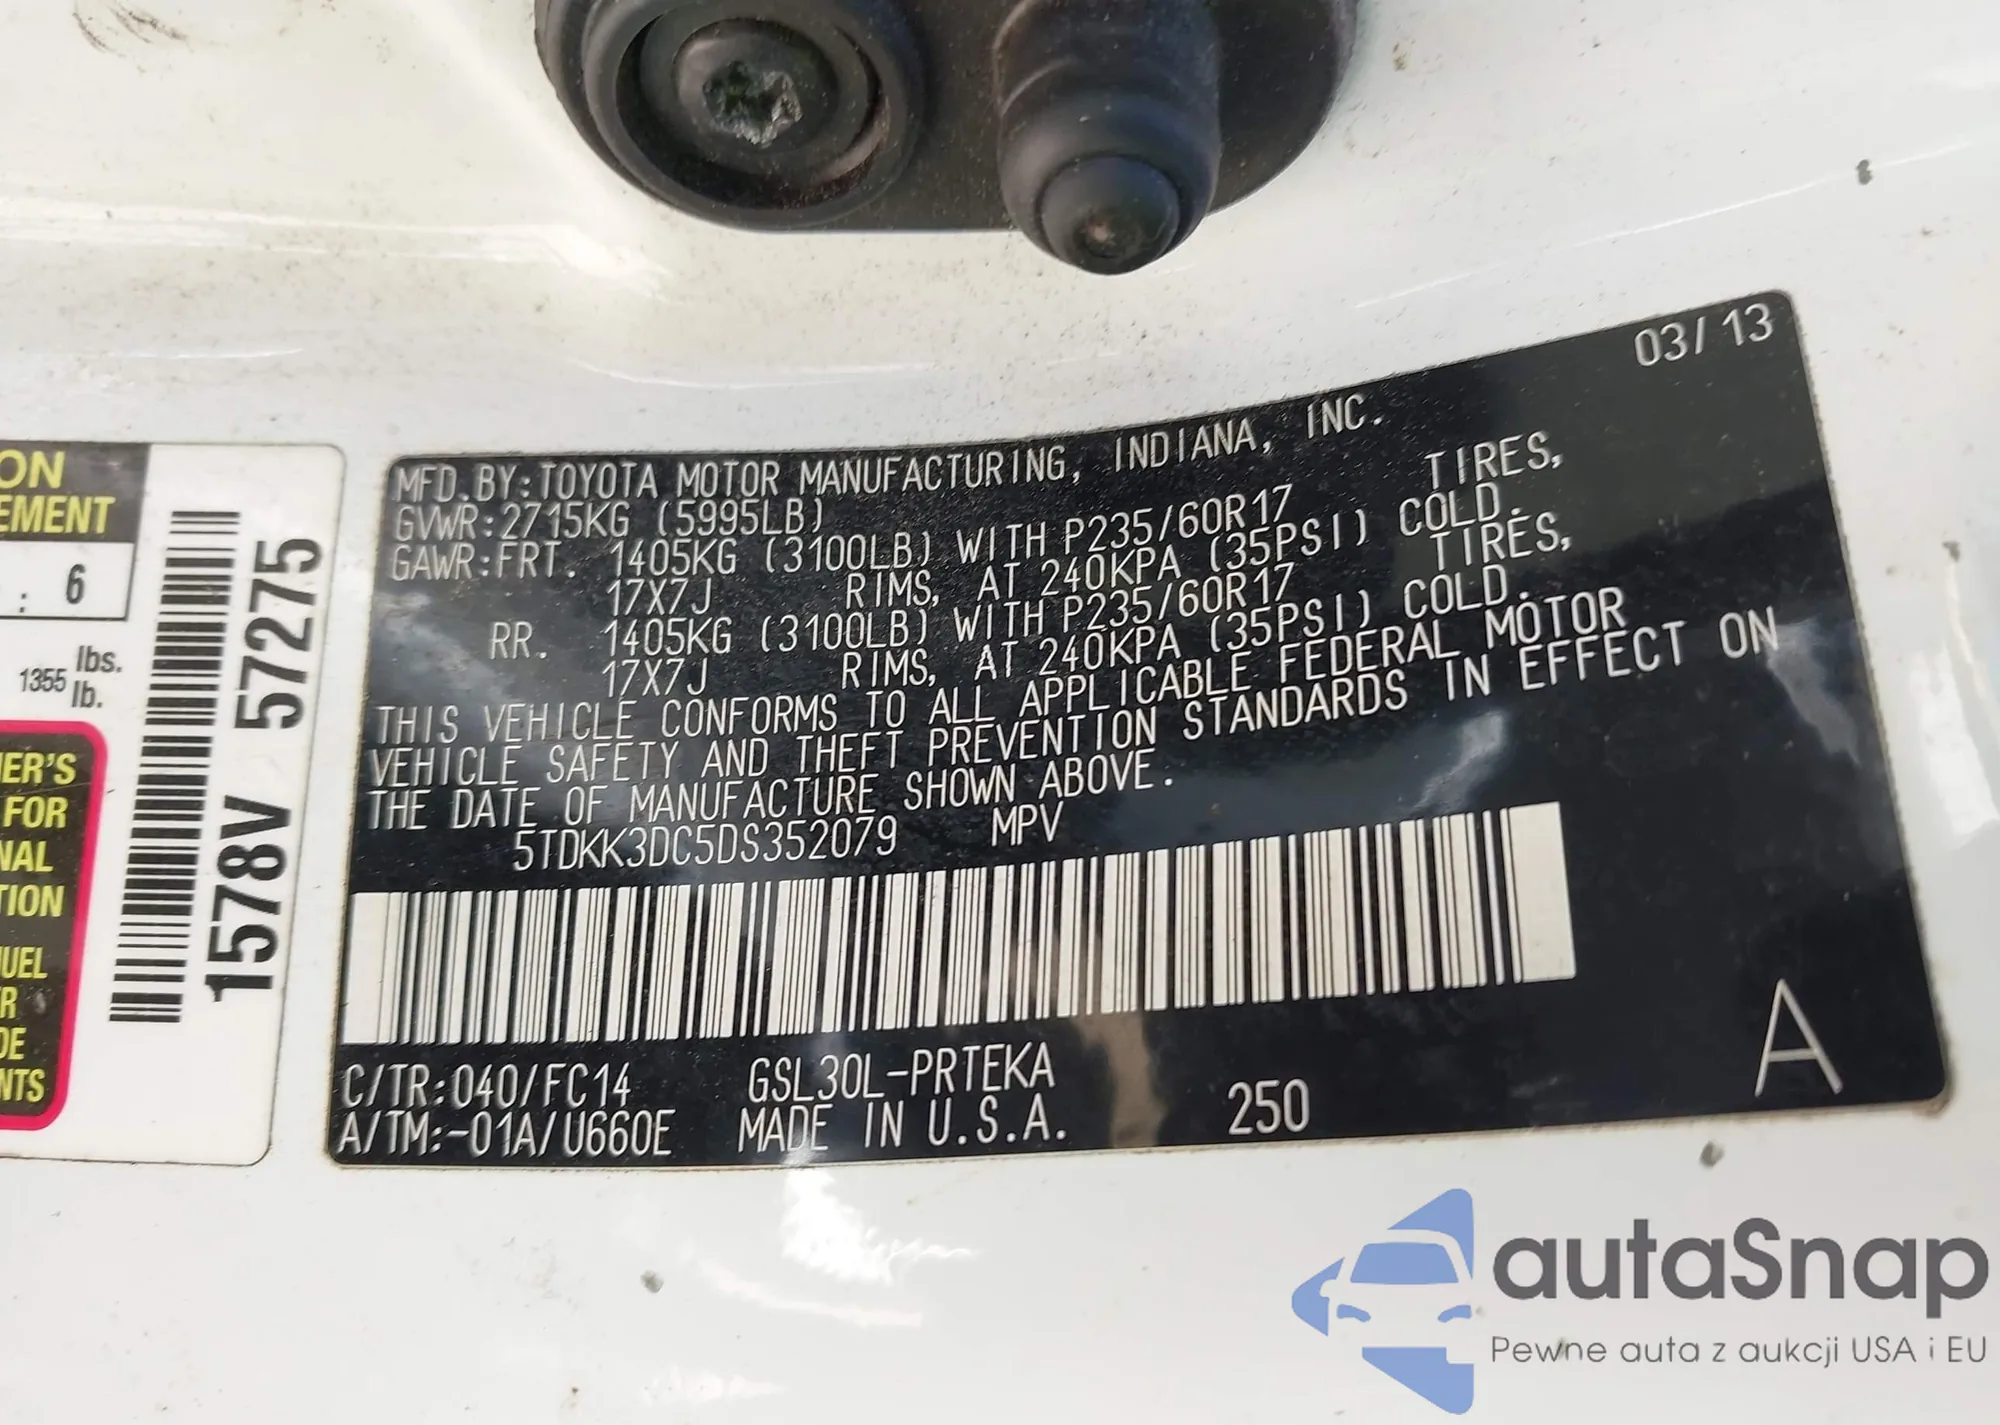 ON
EMENT
: 6
1355 lbs.
lb.
IER'S
FOR
NAL
TION
UEL
R
DE
NTS
1578V 57275
03/13
MFD.BY:TOYOTA MOTOR MANUFACTURING, INDIANA, INC.
GVWR:2715KG (5995LB)
GAWR:FRT. 1405KG (3100LB) WITH P235/60R17 TIRES,
17X7J RIMS, AT 240KPA (35PSI) COLD.
RR. 1405KG (3100LB) WITH P235/60R17 TIRES,
17X7J RIMS, AT 240KPA (35PSI) COLD.
THIS VEHICLE CONFORMS TO ALL APPLICABLE FEDERAL MOTOR
VEHICLE SAFETY AND THEFT PREVENTION STANDARDS IN EFFECT ON
THE DATE OF MANUFACTURE SHOWN ABOVE.
5TDKK3DC5DS352079 MPV
C/TR:040/FC14 GSL30L-PRTEKA
A/TM:-01A/U660E MADE IN U.S.A. 250
A
autaSnap
Pewne auta z aukcji USA i EU